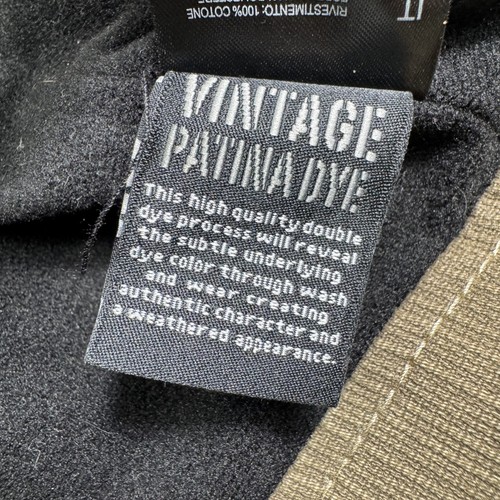 IT
RIVESTIMENTO: 100% COTONE
VINTAGE
PATINA DYE
This high quality double
dye process will reveal
the subtle underlying
dye color through wash
and wear creating
authentic character and
a weathered appearance.